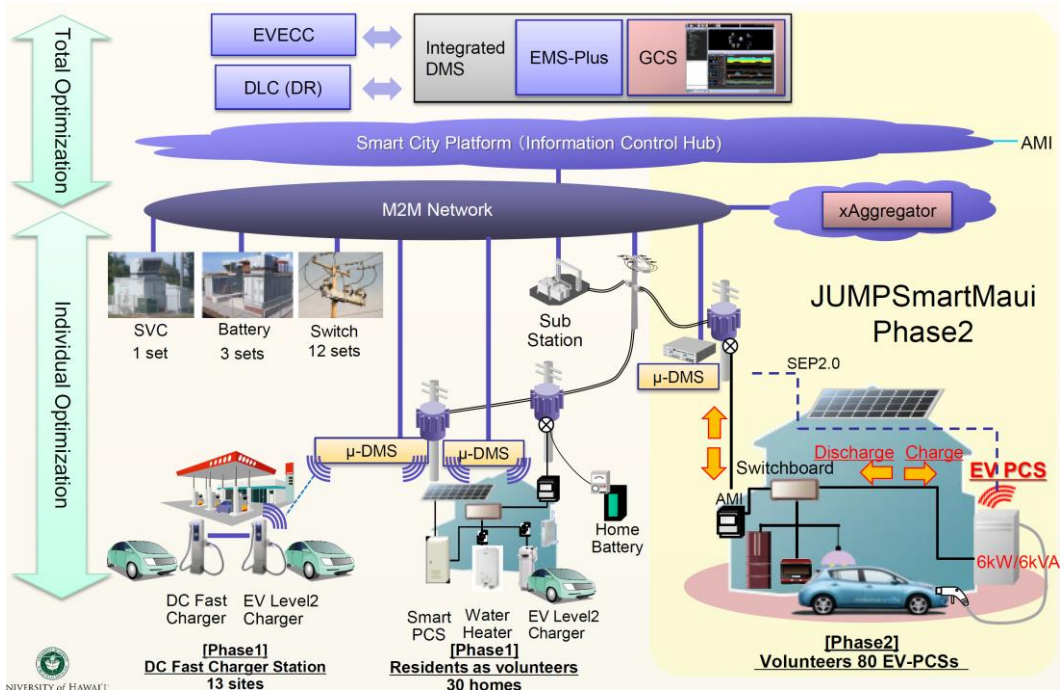 Total Optimization
Individual Optimization
EVECC
DLC (DR)
Integrated
DMS
EMS-Plus
GCS
Smart City Platform (Information Control Hub)
AMI
M2M Network
xAggregator
SVC
1 set
Battery
3 sets
Switch
12 sets
Sub
Station
JUMPSmartMaui
Phase2
μ-DMS
SEP2.0
μ-DMS
μ-DMS
Discharge
Charge
EV PCS
Switchboard
AMI
Home
Battery
6kW/6kVA
DC Fast
Charger
EV Level2
Charger
Smart
PCS
Water
Heater
EV Level2
Charger
[Phase1]
DC Fast Charger Station
13 sites
[Phase1]
Residents as volunteers
30 homes
[Phase2]
Volunteers 80 EV-PCSs